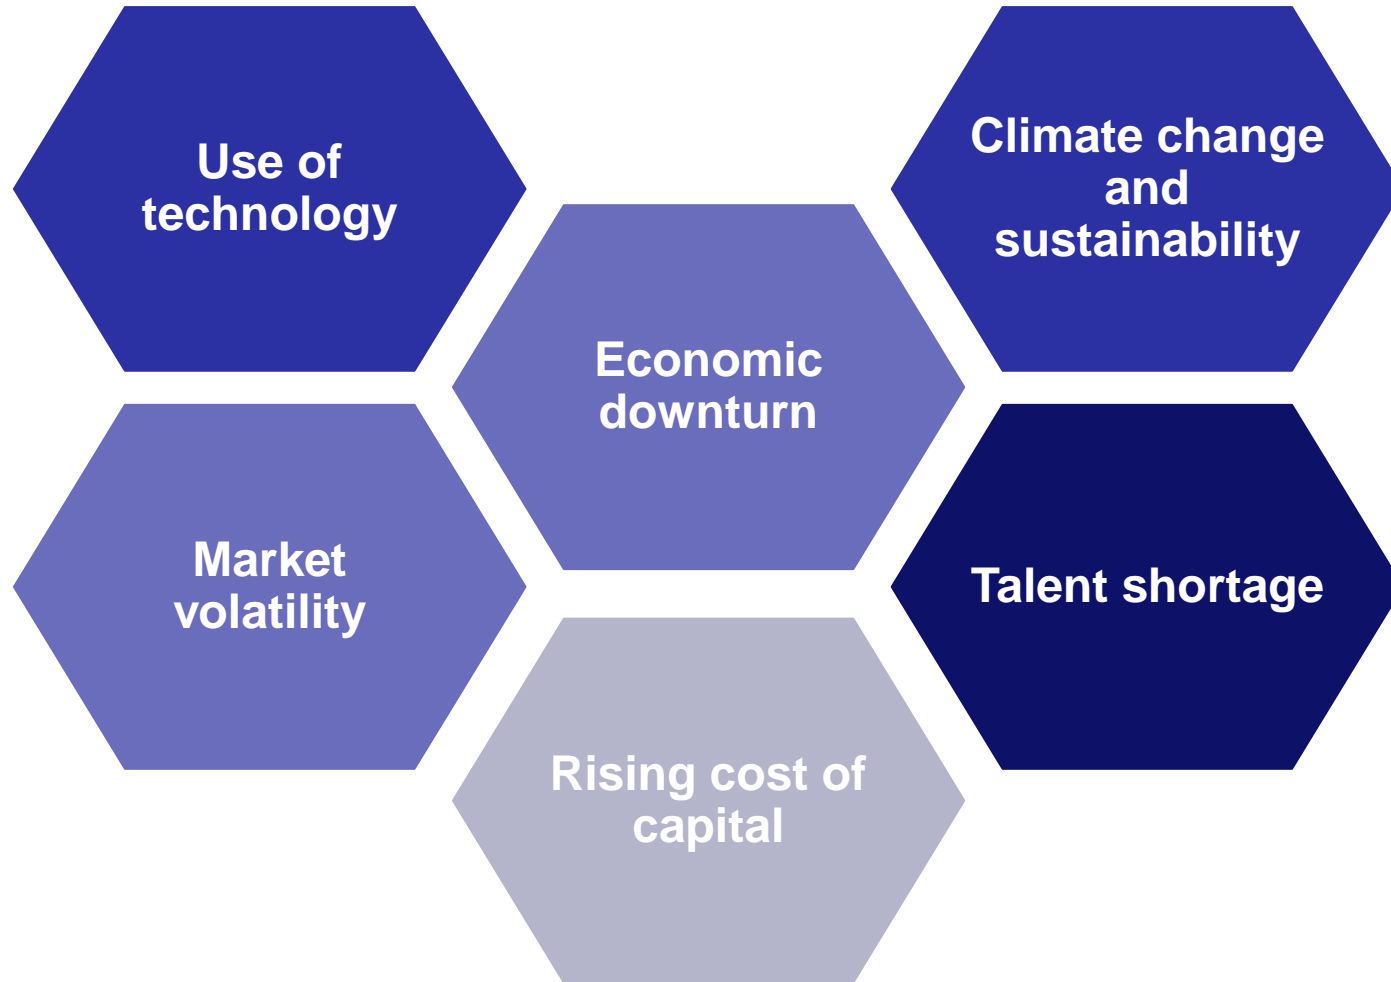 Use of
technology
Climate change
and
sustainability
Economic
downturn
Market
volatility
Talent shortage
Rising cost of
capital